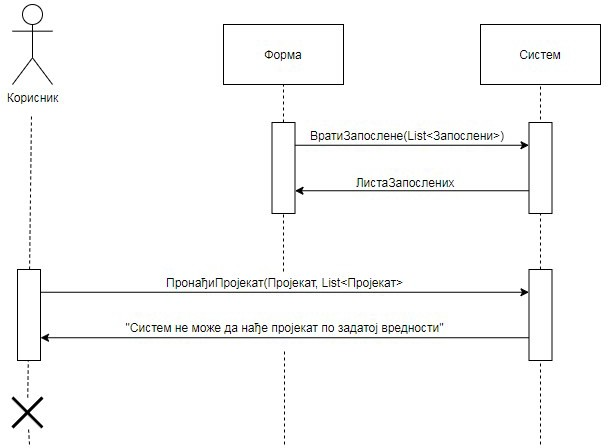 Корисник
Форма
Систем
ВратиЗапослене(List<Запослени>)
ЛистаЗапослених
ПронађиПројекат(Пројекат, List<Пројекат>
"Систем не може да нађе пројекат по задатој вредности"